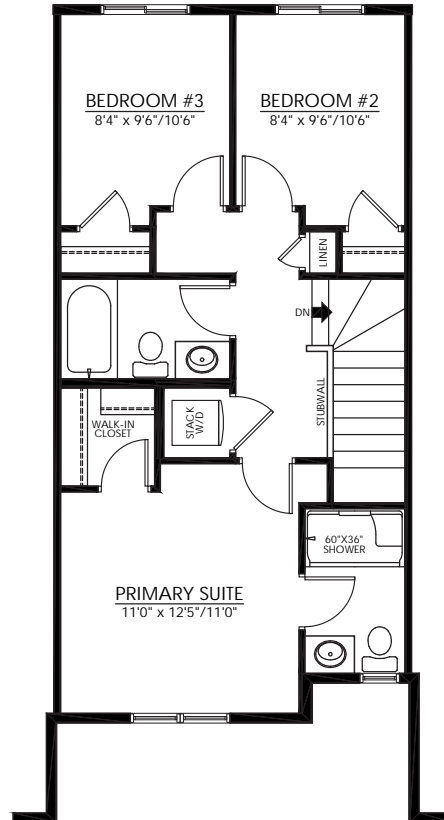 BEDROOM #3
8'4" x 9'6"/10'6"
BEDROOM #2
8'4" x 9'6"/10'6"
LINEN
DN
STUBWALL
WALK-IN
CLOSET
STACK
W/D
60"X36"
SHOWER
PRIMARY SUITE
11'0" x 12'5"/11'0"